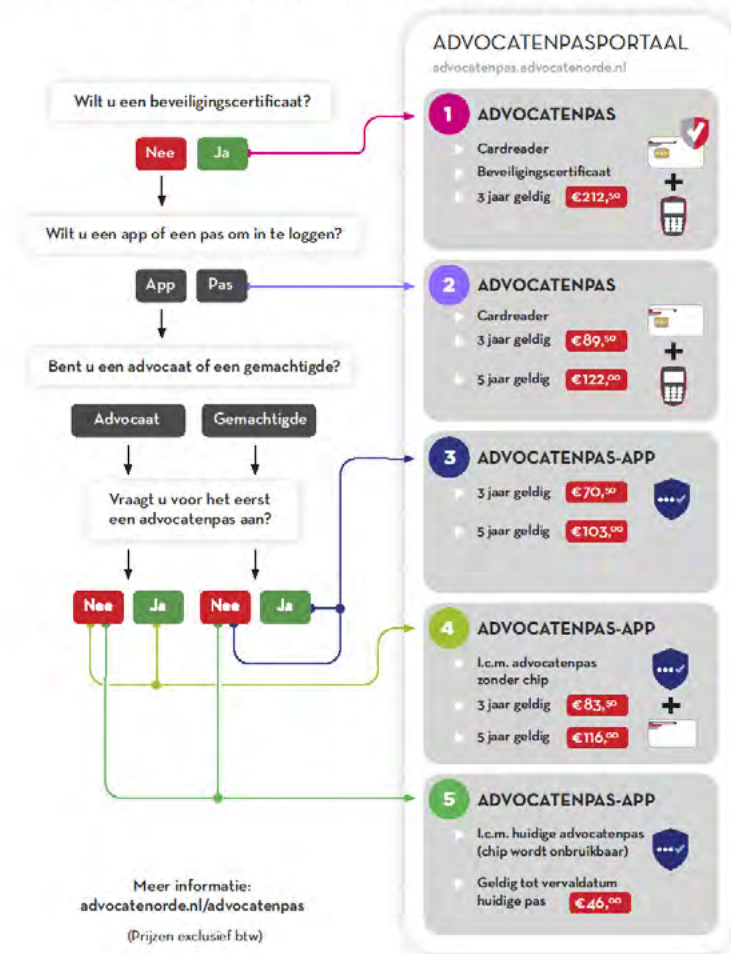 Wilt u een beveiligingscertificaat?
Nee
Ja
Wilt u een app of een pas om in te loggen?
App
Pas
Bent u een advocaat of een gemachtigde?
Advocaat
Gemachtigde
Vraagt u voor het eerst
een advocatenpas aan?
Nee
Ja
Nee
Ja
Meer informatie:
advocatenorde.nl/advocatenpas
(Prijzen exclusief btw)
ADVOCATENPASPORTAAL
advocatenpas.advocatenorde.nl
1 ADVOCATENPAS
Cardreader
Beveiligingscertificaat
3 jaar geldig €212,50
2 ADVOCATENPAS
Cardreader
3 jaar geldig €89,50
5 jaar geldig €122,00
3 ADVOCATENPAS-APP
3 jaar geldig €70,50
5 jaar geldig €103,00
4 ADVOCATENPAS-APP
I.c.m. advocatenpas
zonder chip
3 jaar geldig €83,50
5 jaar geldig €116,00
5 ADVOCATENPAS-APP
I.c.m. huidige advocatenpas
(chip wordt onbruikbaar)
Geldig tot vervaldatum
huidige pas €46,00